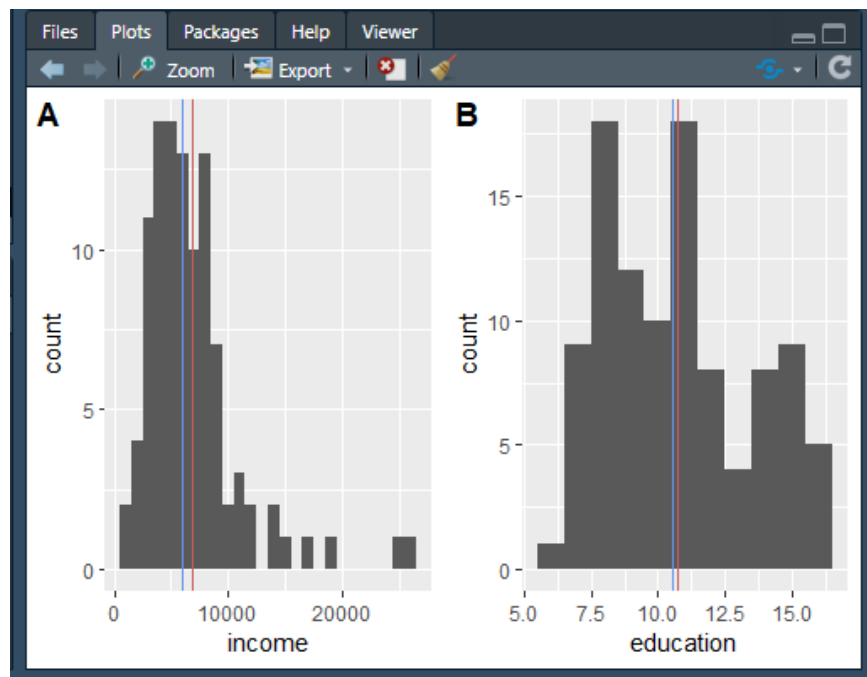 Files Plots Packages Help Viewer
Zoom Export
A
count
10
5
0
0 10000 20000
income
B
count
15
10
5
0
5.0 7.5 10.0 12.5 15.0
education